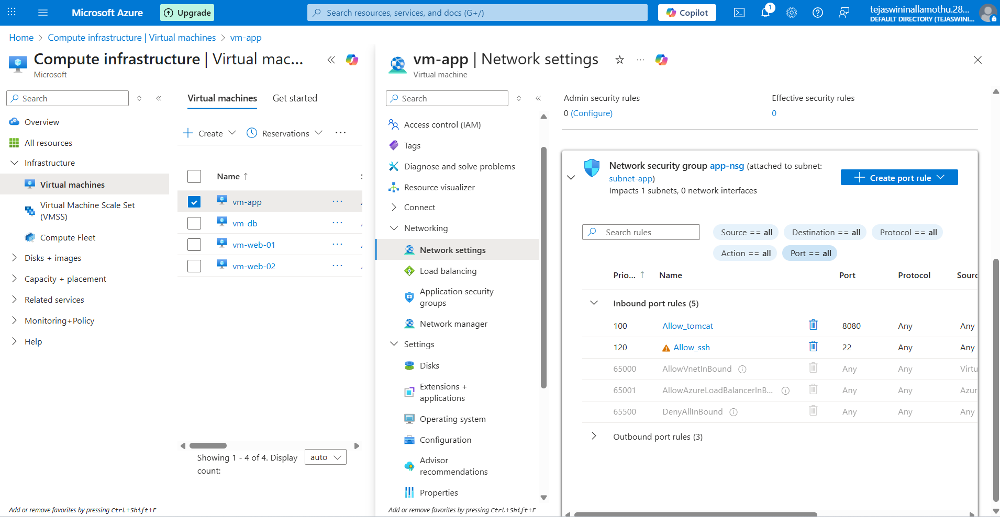 Microsoft Azure
Upgrade
Search resources, services, and docs (G+/)
Copilot
1
tejaswininallamothu.28...
DEFAULT DIRECTORY (TEJASWINI...
Home > Compute infrastructure | Virtual machines > vm-app
Compute infrastructure | Virtual mac...
Microsoft
Search
Overview
All resources
Infrastructure
Virtual machines
Virtual Machine Scale Set
(VMSS)
Compute Fleet
Disks + images
Capacity + placement
Related services
Monitoring+Policy
Help
Add or remove favorites by pressing Ctrl+Shift+F
Virtual machines
Get started
Create
Reservations
Name ↑
vm-app
vm-db
vm-web-01
vm-web-02
Showing 1 - 4 of 4. Display
count:
auto
vm-app | Network settings
Virtual machine
Search
Access control (IAM)
Tags
Diagnose and solve problems
Resource visualizer
Connect
Networking
Network settings
Load balancing
Application security
groups
Network manager
Settings
Disks
Extensions +
applications
Operating system
Configuration
Advisor
recommendations
Properties
Add or remove favorites by pressing Ctrl+Shift+F
Admin security rules
0 (Configure)
Effective security rules
0
Network security group app-nsg (attached to subnet:
subnet-app)
Impacts 1 subnets, 0 network interfaces
Create port rule
Search rules
Source == all
Destination == all
Protocol == all
Action == all
Port == all
Prio... ↑ Name Port Protocol Sourc
Inbound port rules (5)
100 Allow_tomcat 8080 Any Any
120 Allow_ssh 22 Any Any
65000 AllowVnetInBound Any Any Virtu
65001 AllowAzureLoadBalancerInB... Any Any Azur
65500 DenyAllInBound Any Any Any
Outbound port rules (3)